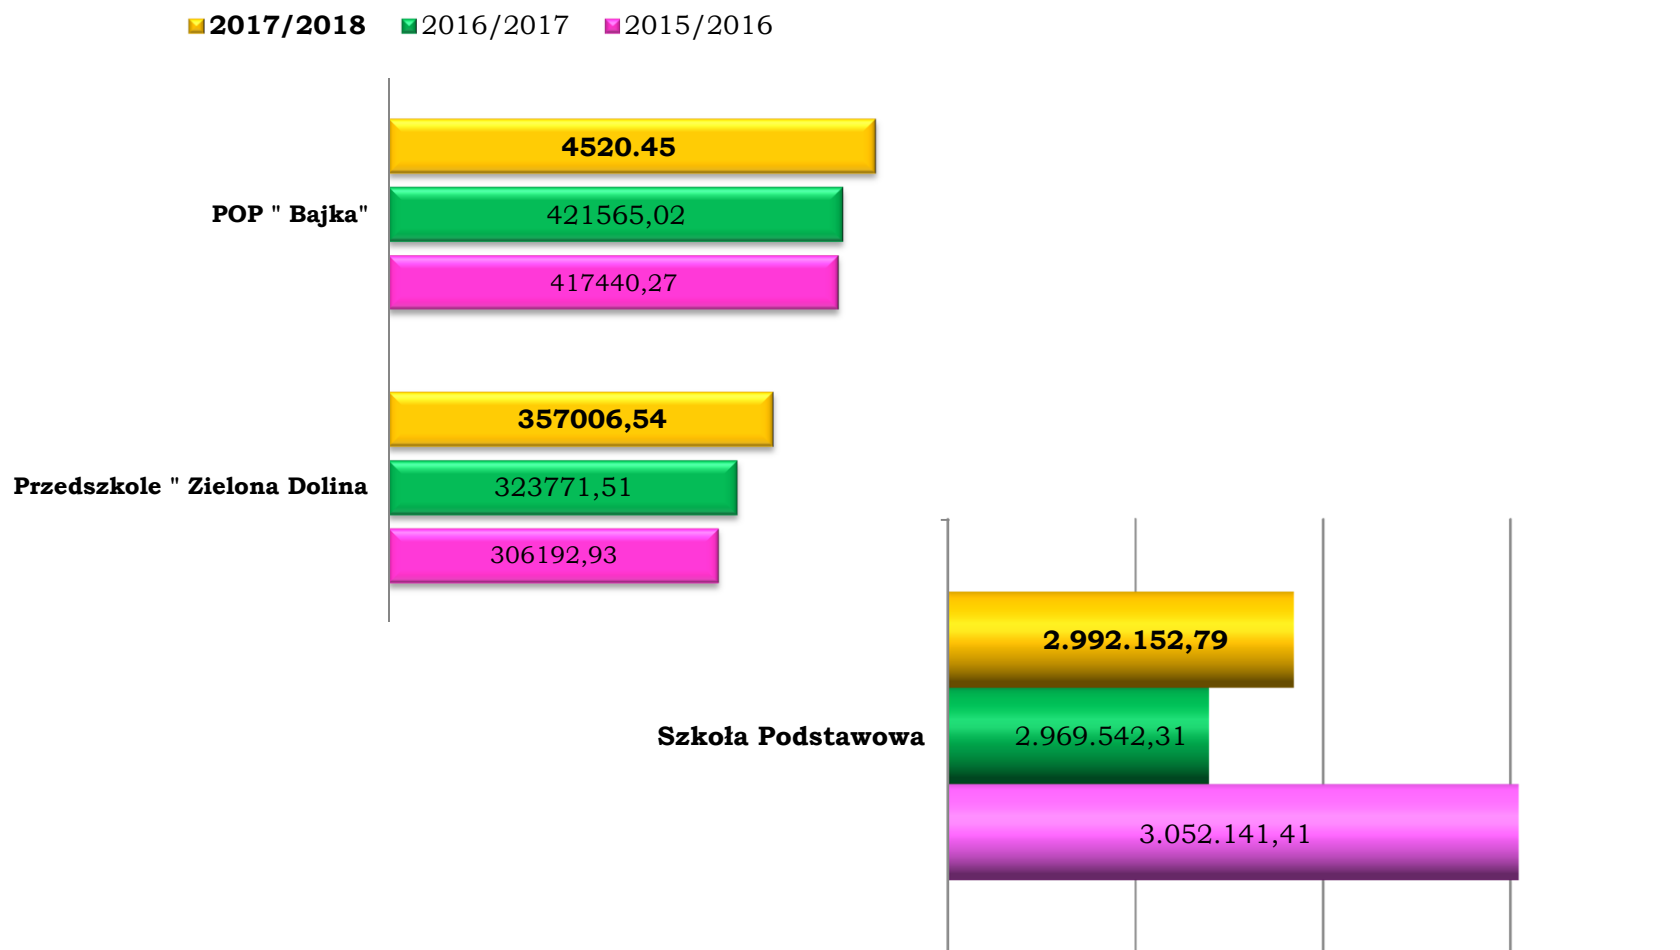 2017/2018 2016/2017 2015/2016
4520.45
POP " Bajka"
421565,02
417440,27
357006,54
Przedszkole " Zielona Dolina
323771,51
306192,93
2.992.152,79
Szkoła Podstawowa
2.969.542,31
3.052.141,41